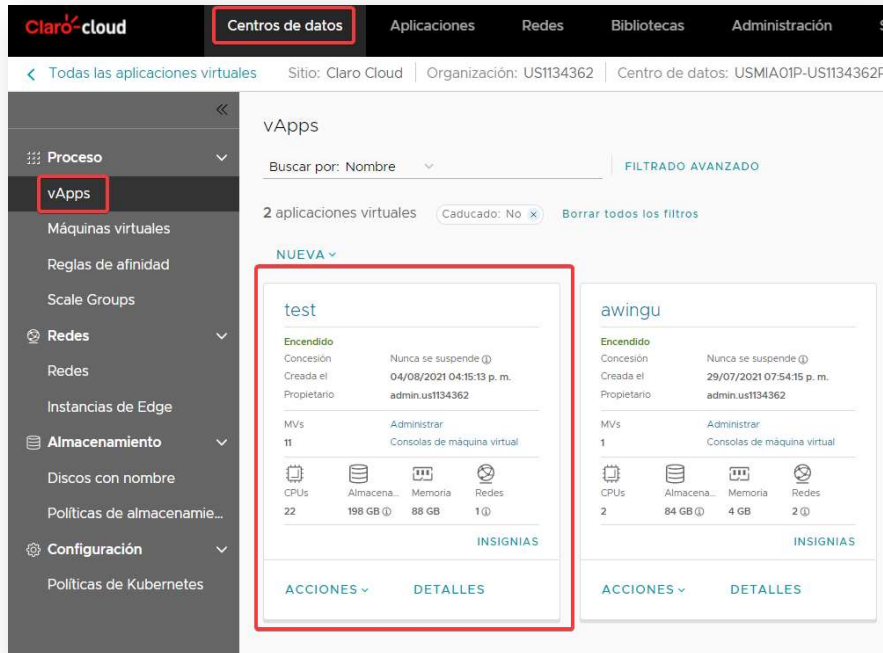 Claro-cloud Centros de datos Aplicaciones Redes Bibliotecas Administración
Todas las aplicaciones virtuales Sitio: Claro Cloud Organización: US1134362 Centro de datos: USMIA01P-US1134362P
Proceso
vApps
Máquinas virtuales
Reglas de afinidad
Scale Groups
Redes
Redes
Instancias de Edge
Almacenamiento
Discos con nombre
Políticas de almacenamie...
Configuración
Políticas de Kubernetes
vApps
Buscar por: Nombre FILTRADO AVANZADO
2 aplicaciones virtuales Caducado: No x Borrar todos los filtros
NUEVA
test
Encendido
Concesión Nunca se suspende
Creada el 04/08/2021 04:15:13 p. m.
Propietario admin.us1134362
MVs Administrar
11 Consolas de máquina virtual
CPUs Almacena... Memoria Redes
22 198 GB 88 GB 1
INSIGNIAS
ACCIONES DETALLES
awingu
Encendido
Concesión Nunca se suspende
Creada el 29/07/2021 07:54:15 p. m.
Propietario admin.us1134362
MVs Administrar
1 Consolas de máquina virtual
CPUs Almacena... Memoria Redes
2 84 GB 4 GB 2
INSIGNIAS
ACCIONES DETALLES